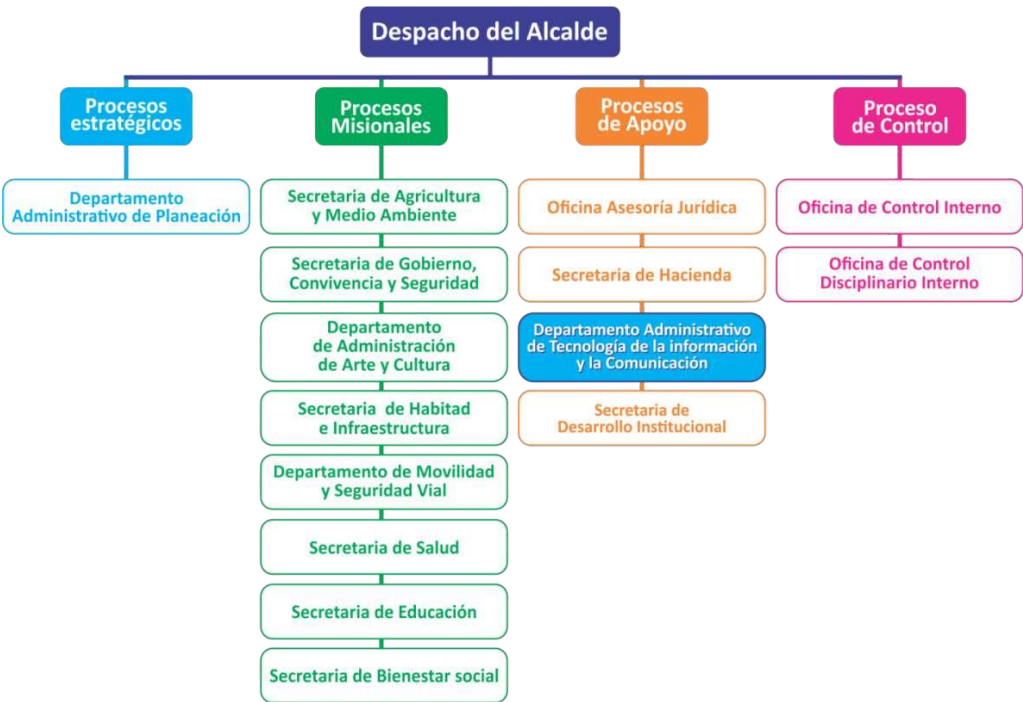 Despacho del Alcalde
Procesos
estratégicos
Departamento
Administrativo de Planeación
Procesos
Misionales
Secretaria de Agricultura
y Medio Ambiente
Secretaria de Gobierno,
Convivencia y Seguridad
Departamento
de Administración
de Arte y Cultura
Secretaria de Habitad
e Infraestructura
Departamento de Movilidad
y Seguridad Vial
Secretaria de Salud
Secretaria de Educación
Secretaria de Bienestar social
Procesos
de Apoyo
Oficina Asesoría Jurídica
Secretaria de Hacienda
Departamento Administrativo
de Tecnología de la información
y la Comunicación
Secretaria de
Desarrollo Institucional
Proceso
de Control
Oficina de Control Interno
Oficina de Control
Disciplinario Interno